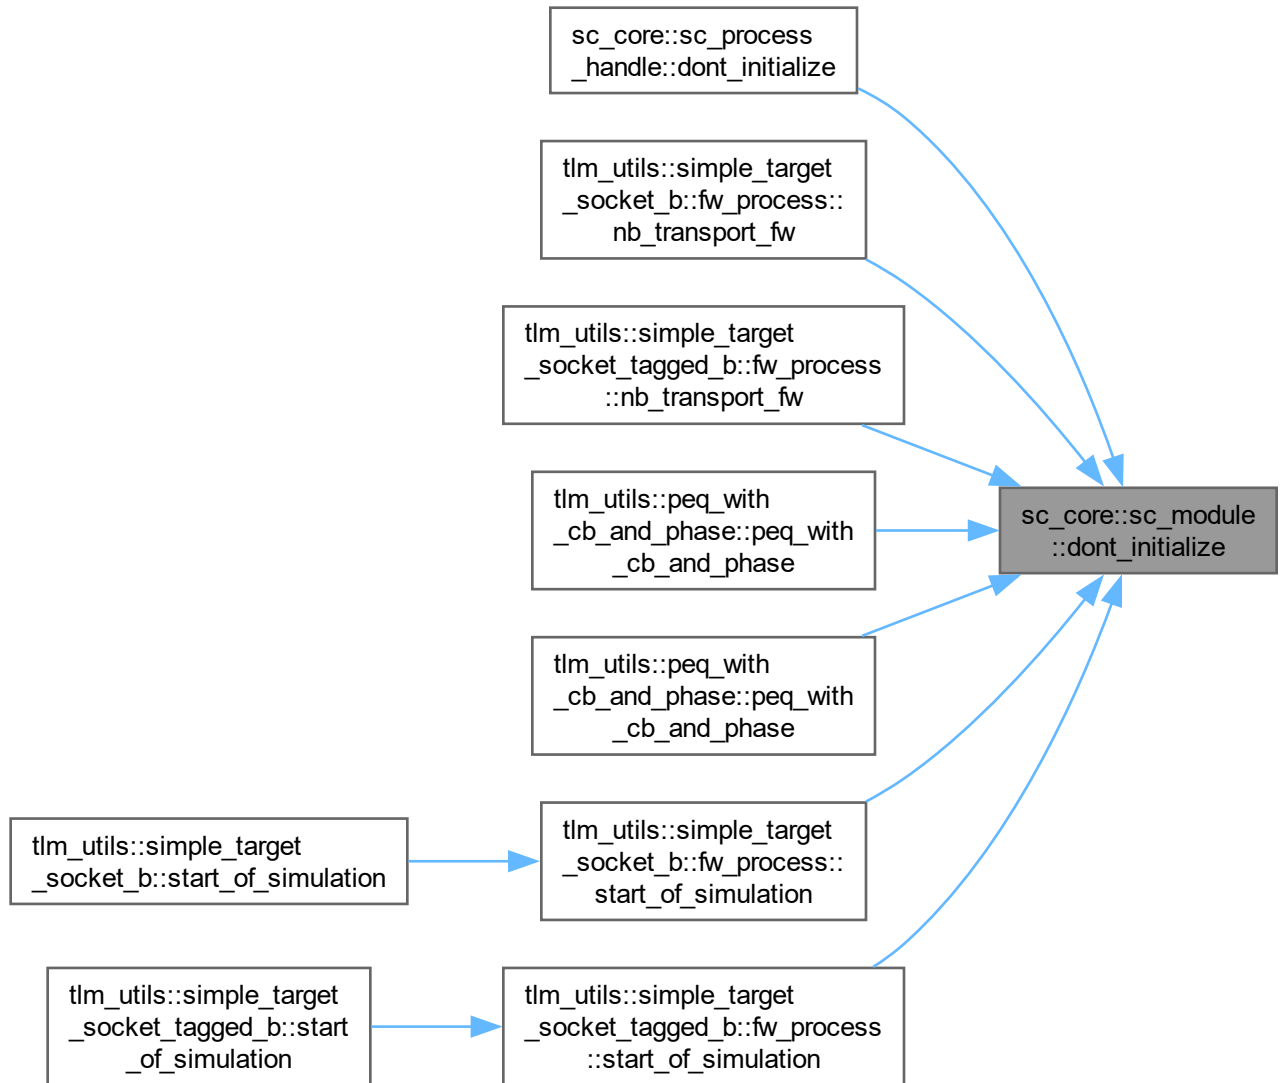 sc_core::sc_process
_handle::dont_initialize
tlm_utils::simple_target
_socket_b::fw_process::
nb_transport_fw
tlm_utils::simple_target
_socket_tagged_b::fw_process
::nb_transport_fw
tlm_utils::peq_with
_cb_and_phase::peq_with
_cb_and_phase
sc_core::sc_module
::dont_initialize
tlm_utils::peq_with
_cb_and_phase::peq_with
_cb_and_phase
tlm_utils::simple_target
_socket_b::start_of_simulation
tlm_utils::simple_target
_socket_b::fw_process::
start_of_simulation
tlm_utils::simple_target
_socket_tagged_b::start
_of_simulation
tlm_utils::simple_target
_socket_tagged_b::fw_process
::start_of_simulation